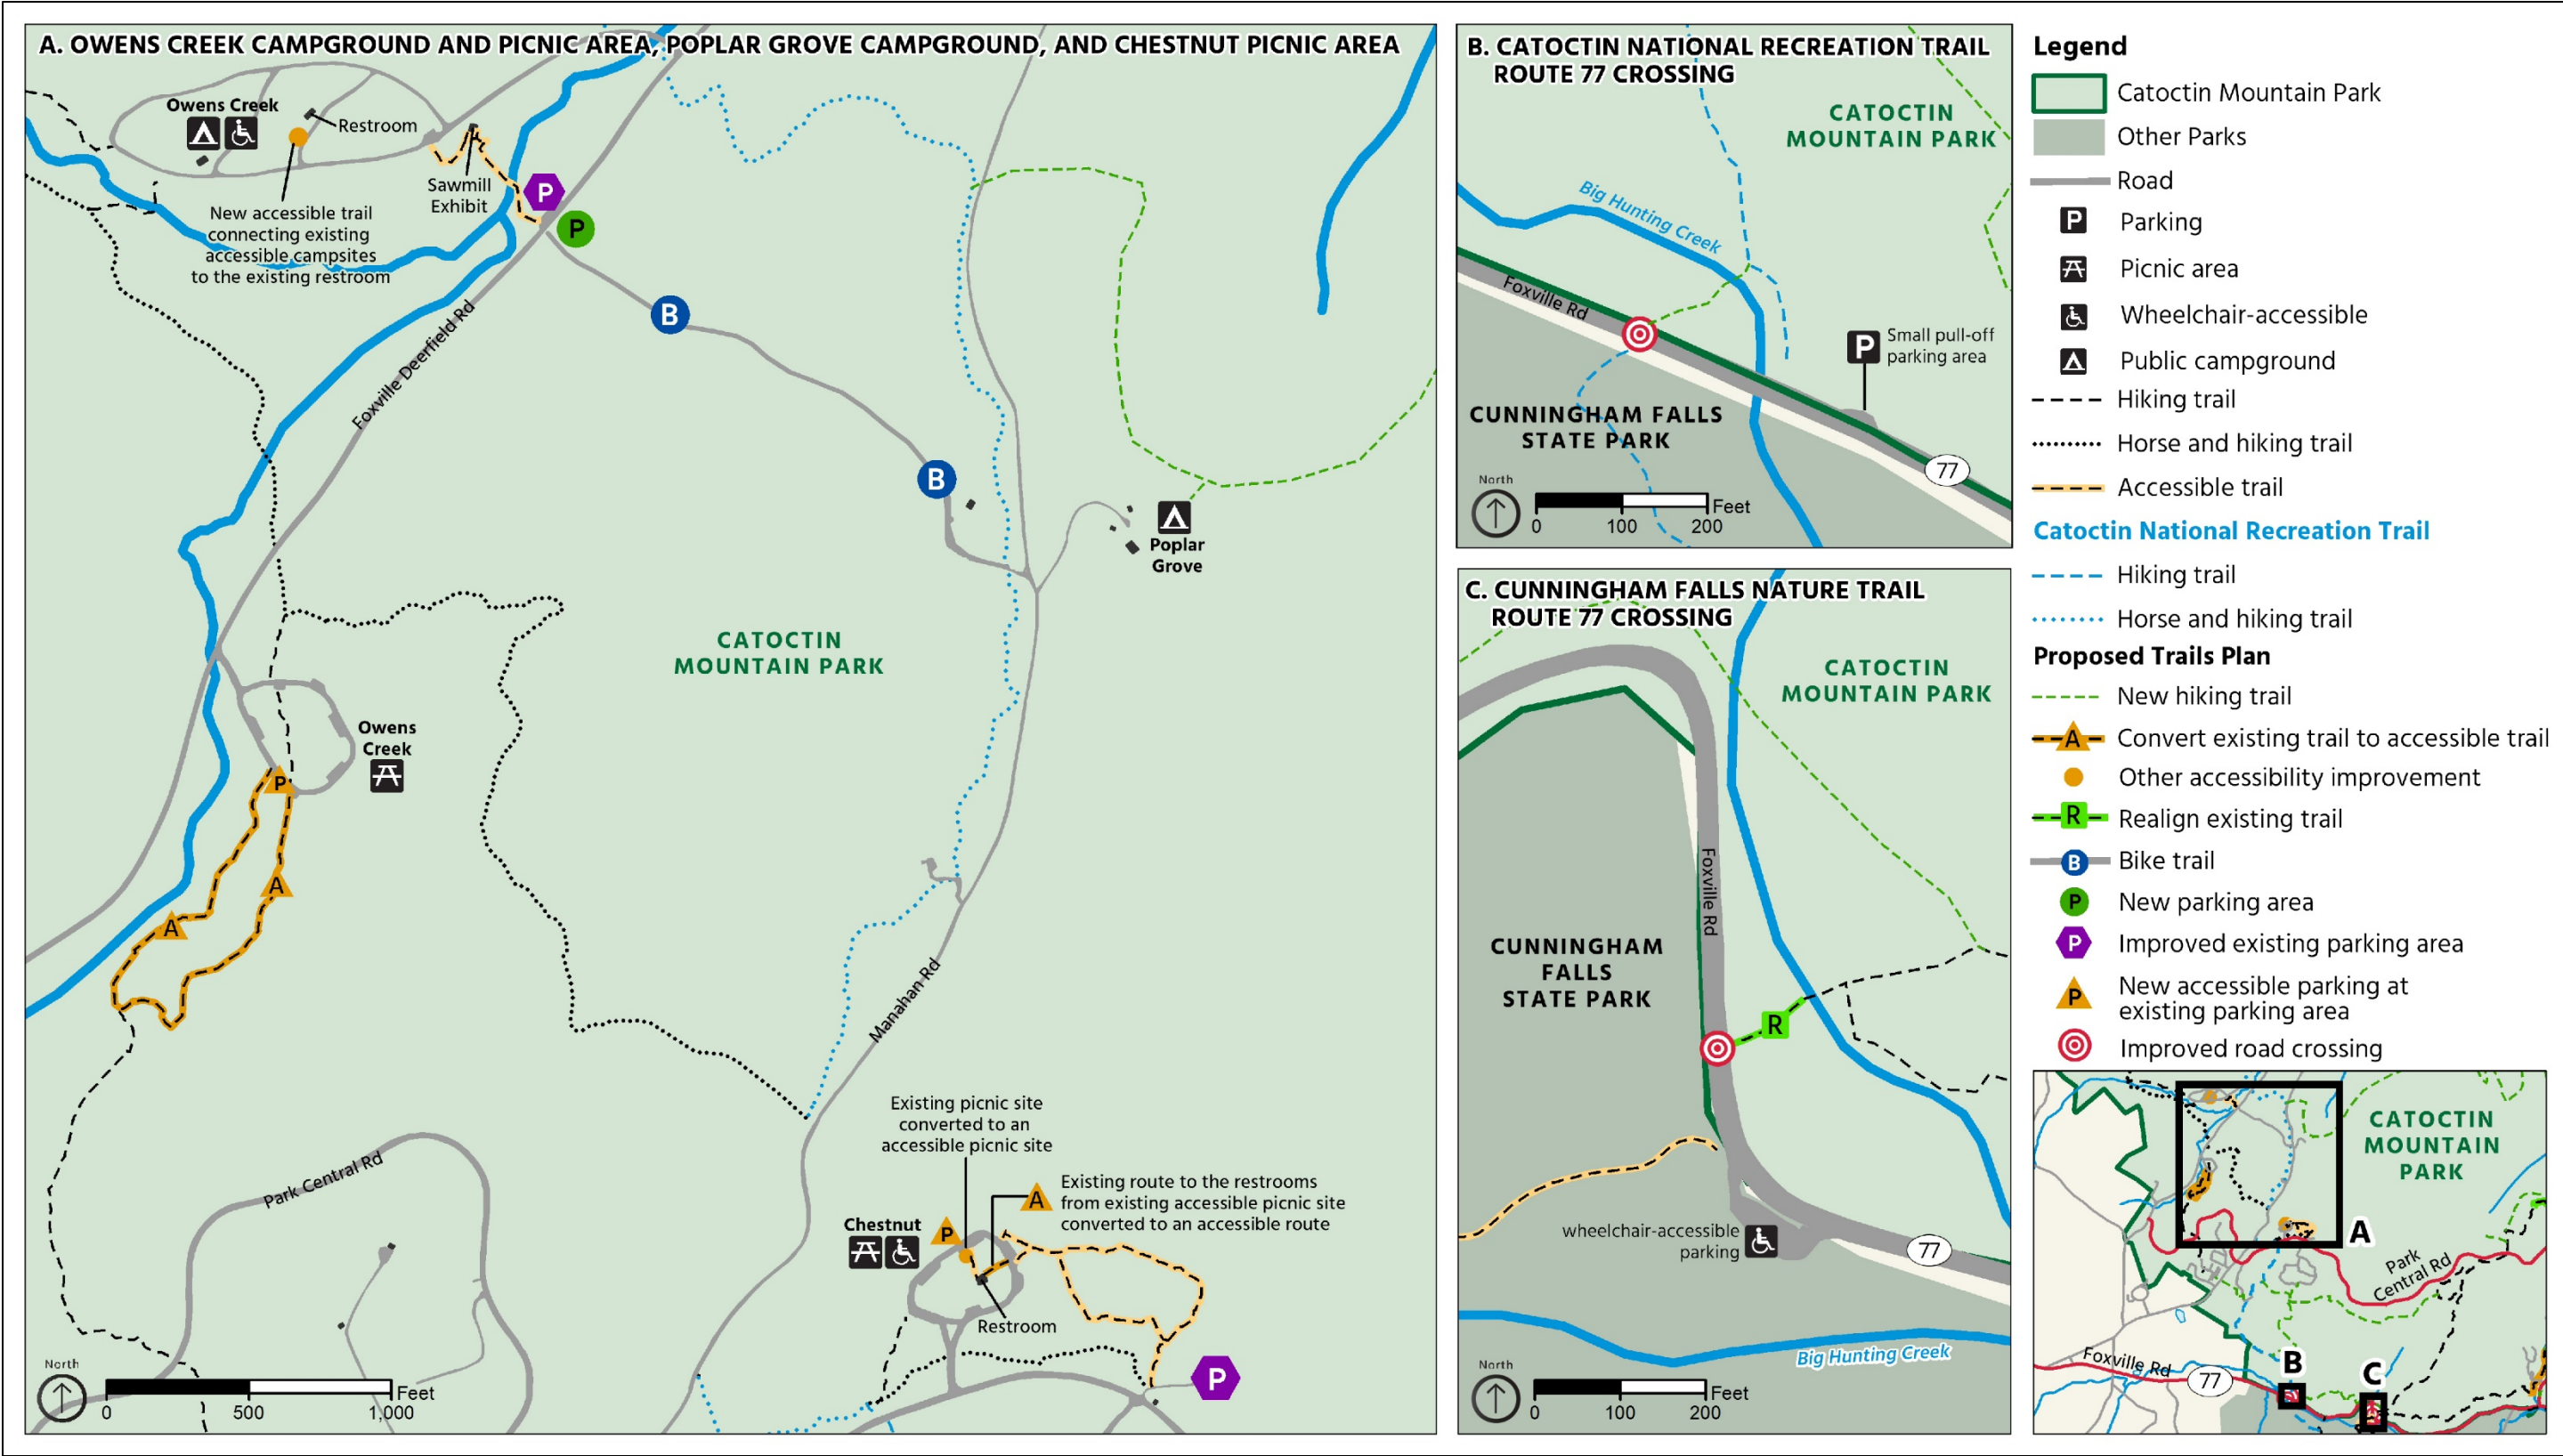 A. OWENS CREEK CAMPGROUND AND PICNIC AREA, POPLAR GROVE CAMPGROUND, AND CHESTNUT PICNIC AREA
Owens Creek
Restroom
Sawmill
Exhibit
P
P
New accessible trail
connecting existing
accessible campsites
to the existing restroom
B
Foxville Deerfield Rd
B
Poplar
Grove
CATOCTIN
MOUNTAIN PARK
Owens
Creek
P
A
A
Manahan Rd
Park Central Rd
Existing picnic site
converted to an
accessible picnic site
A
Existing route to the restrooms
from existing accessible picnic site
converted to an accessible route
Chestnut
P
Restroom
P
North
0 500 1,000
Feet
B. CATOCTIN NATIONAL RECREATION TRAIL
ROUTE 77 CROSSING
CATOCTIN
MOUNTAIN PARK
Big Hunting Creek
Foxville Rd
P
Small pull-off
parking area
CUNNINGHAM FALLS
STATE PARK
77
North
0 100 200
Feet
C. CUNNINGHAM FALLS NATURE TRAIL
ROUTE 77 CROSSING
CATOCTIN
MOUNTAIN PARK
Foxville Rd
CUNNINGHAM
FALLS
STATE PARK
R
wheelchair-accessible
parking
77
Big Hunting Creek
North
0 100 200
Feet
Legend
Catoctin Mountain Park
Other Parks
Road
P Parking
Picnic area
Wheelchair-accessible
Public campground
Hiking trail
Horse and hiking trail
Accessible trail
Catoctin National Recreation Trail
Hiking trail
Horse and hiking trail
Proposed Trails Plan
New hiking trail
A Convert existing trail to accessible trail
Other accessibility improvement
R Realign existing trail
B Bike trail
P New parking area
P Improved existing parking area
P New accessible parking at
existing parking area
Improved road crossing
CATOCTIN
MOUNTAIN
PARK
A
Park
Central Rd
Foxville Rd
77
B
C